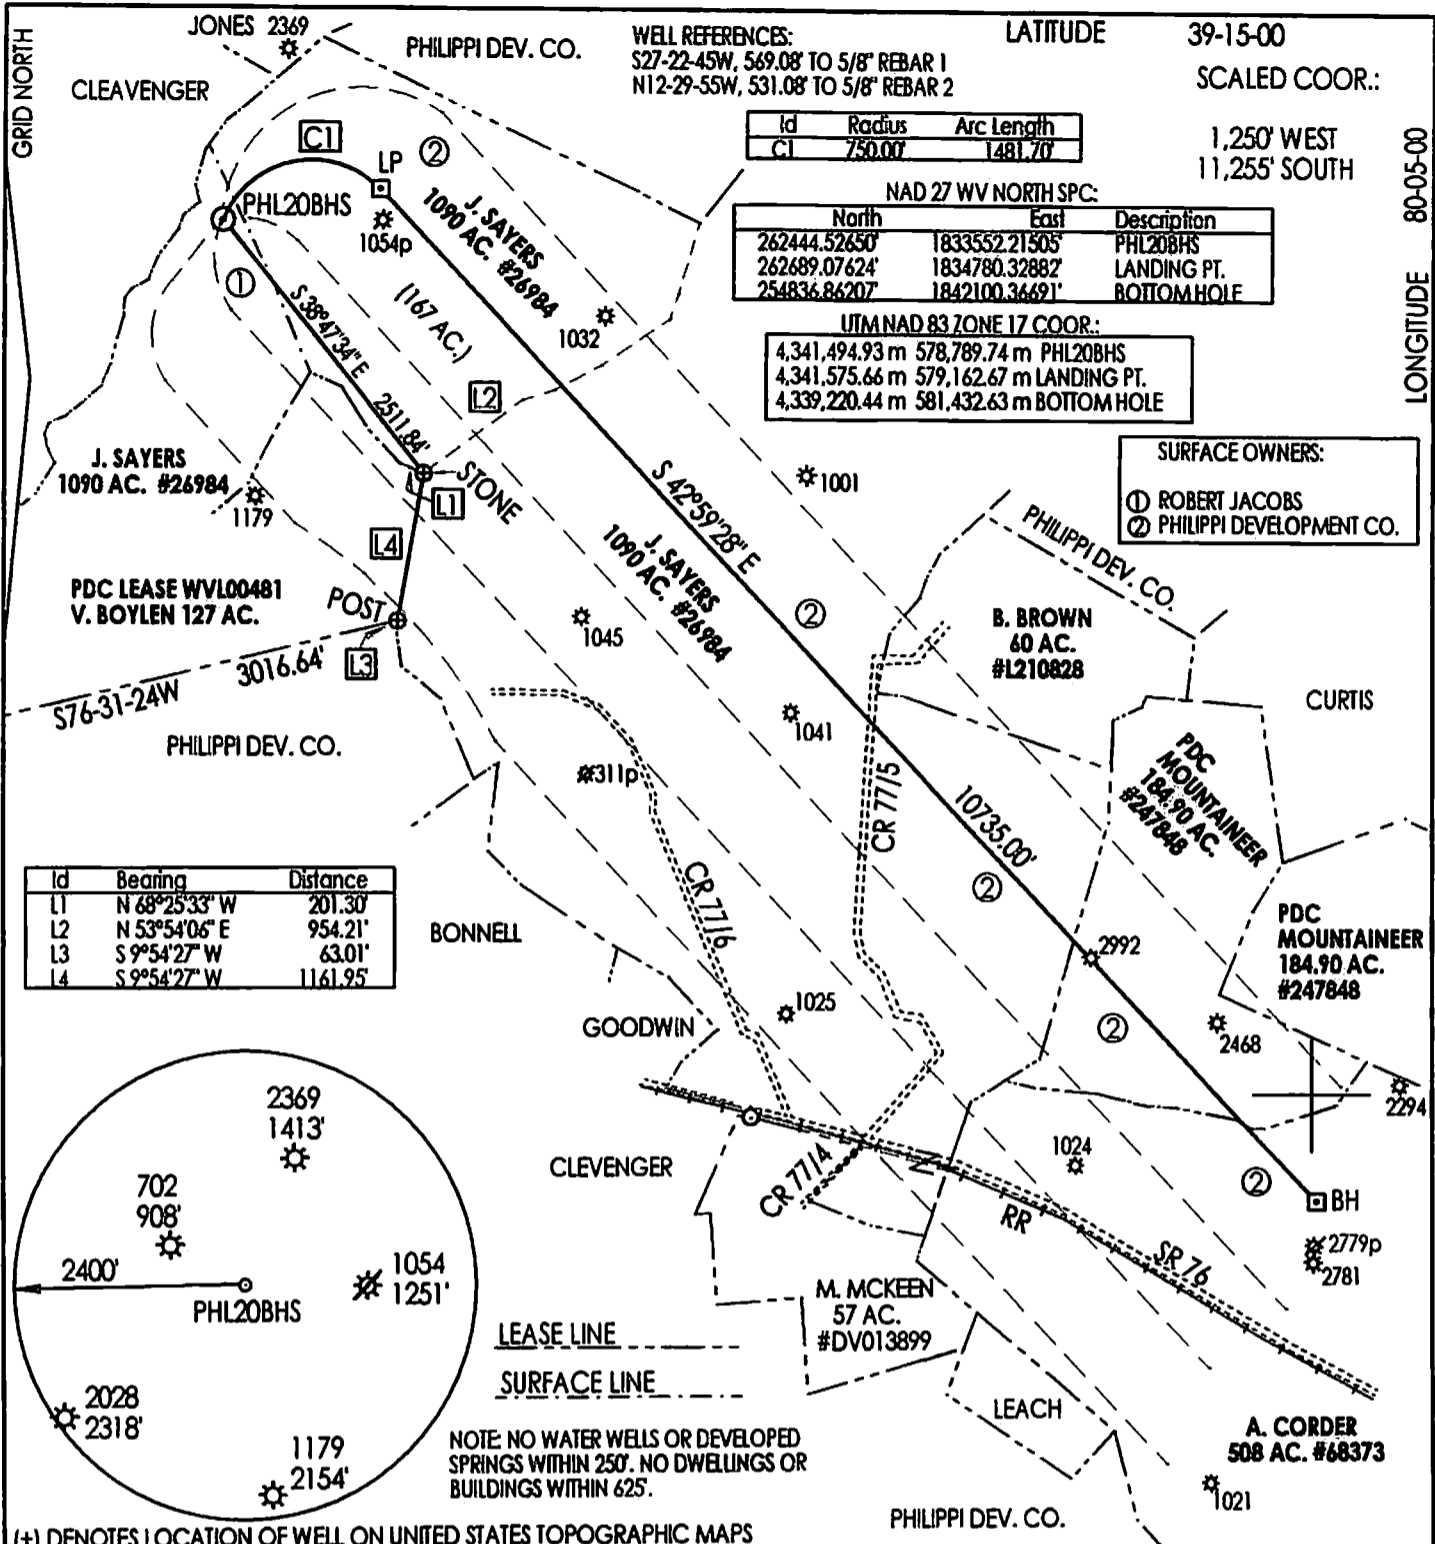 GRID NORTH
JONES 2369
PHILIPPI DEV. CO.
CLEAVENGER
WELL REFERENCES:
S27-22-45W, 569.08' TO 5/8" REBAR 1
N12-29-55W, 531.08' TO 5/8" REBAR 2
LATITUDE 39-15-00
SCALED COOR.:
1,250' WEST
11,255' SOUTH
LONGITUDE 80-05-00
Id Radius Arc Length
C1 750.00' 1481.70'
NAD 27 WV NORTH SPC:
North East Description
262444.52650' 1833552.21505' PHL20BHS
262689.07624' 1834780.32882' LANDING PT.
254836.86207' 1842100.36691' BOTTOM HOLE
UTM NAD 83 ZONE 17 COOR.:
4,341,494.93 m 578,789.74 m PHL20BHS
4,341,575.66 m 579,162.67 m LANDING PT.
4,339,220.44 m 581,432.63 m BOTTOM HOLE
SURFACE OWNERS:
① ROBERT JACOBS
② PHILIPPI DEVELOPMENT CO.
C1
LP
②
PHL20BHS
1054p
J. SAYERS
1090 AC. #26984
(167 AC.)
①
S 38°47'34" E
2511.84'
1032
L2
J. SAYERS
1090 AC. #26984
1179
STONE
L1
L4
1001
S 42°59'28" E
PDC LEASE WVL00481
V. BOYLEN 127 AC.
POST
L3
S76-31-24W 3016.64'
PHILIPPI DEV. CO.
1045
J. SAYERS
1090 AC. #26984
②
PHILIPPI DEV. CO.
B. BROWN
60 AC.
#L210828
CURTIS
1041
311p
CR 77/5
10735.00'
PDC
MOUNTAINEER
184.90 AC.
#247848
②
CR 77/6
Id Bearing Distance
L1 N 68°25'33" W 201.30'
L2 N 53°54'06" E 954.21'
L3 S 9°54'27" W 63.01'
L4 S 9°54'27" W 1161.95'
BONNELL
2992
PDC
MOUNTAINEER
184.90 AC.
#247848
GOODWIN
1025
②
2468
2294
CLEVENGER
CR 77/4
1024
RR
SR 76
②
BH
2779p
2781
M. MCKEEN
57 AC.
#DV013899
LEACH
A. CORDER
508 AC. #68373
1021
PHILIPPI DEV. CO.
2369
1413'
702
908'
2400'
PHL20BHS
1054
1251'
2028
2318'
1179
2154'
LEASE LINE
SURFACE LINE
NOTE: NO WATER WELLS OR DEVELOPED
SPRINGS WITHIN 250'. NO DWELLINGS OR
BUILDINGS WITHIN 625'.
(+) DENOTES LOCATION OF WELL ON UNITED STATES TOPOGRAPHIC MAPS